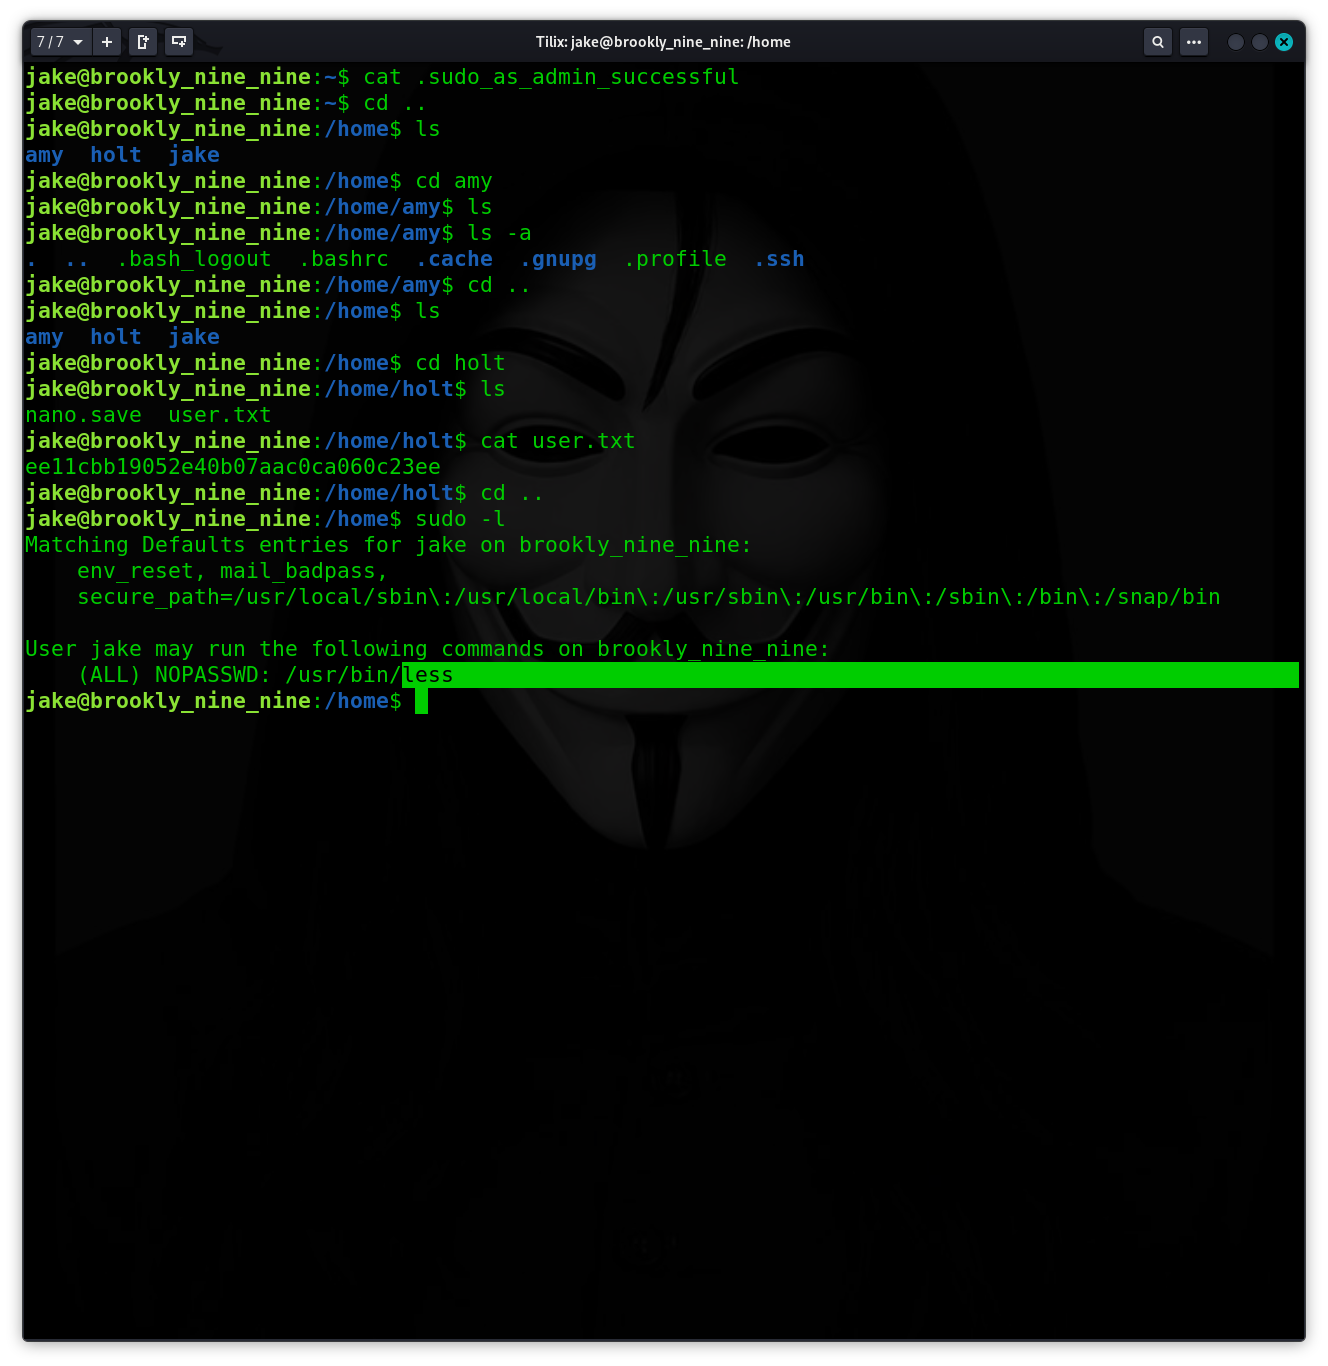 7 / 7
Tilix: jake@brookly_nine_nine: /home
jake@brookly_nine_nine:~$ cat .sudo_as_admin_successful
jake@brookly_nine_nine:~$ cd ..
jake@brookly_nine_nine:/home$ ls
amy  holt  jake
jake@brookly_nine_nine:/home$ cd amy
jake@brookly_nine_nine:/home/amy$ ls
jake@brookly_nine_nine:/home/amy$ ls -a
.  ..  .bash_logout  .bashrc  .cache  .gnupg  .profile  .ssh
jake@brookly_nine_nine:/home/amy$ cd ..
jake@brookly_nine_nine:/home$ ls
amy  holt  jake
jake@brookly_nine_nine:/home$ cd holt
jake@brookly_nine_nine:/home/holt$ ls
nano.save  user.txt
jake@brookly_nine_nine:/home/holt$ cat user.txt
ee11cbb19052e40b07aac0ca060c23ee
jake@brookly_nine_nine:/home/holt$ cd ..
jake@brookly_nine_nine:/home$ sudo -l
Matching Defaults entries for jake on brookly_nine_nine:
    env_reset, mail_badpass,
    secure_path=/usr/local/sbin\:/usr/local/bin\:/usr/sbin\:/usr/bin\:/sbin\:/bin\:/snap/bin

User jake may run the following commands on brookly_nine_nine:
    (ALL) NOPASSWD: /usr/bin/less
jake@brookly_nine_nine:/home$